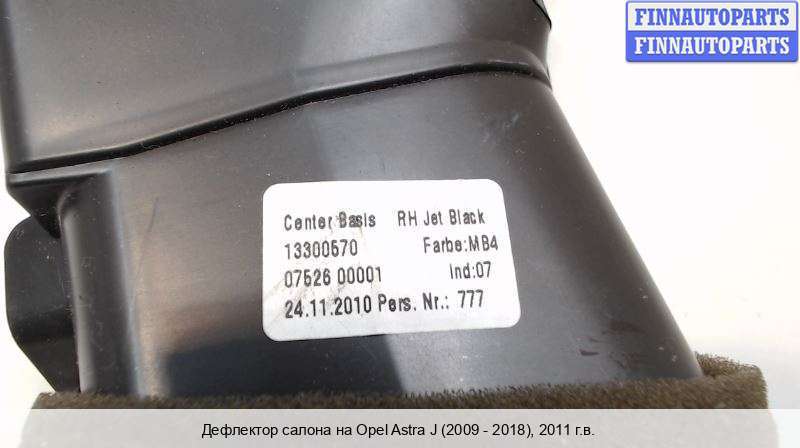 FINNAUTOPARTS
FINNAUTOPARTS
Center Basis RH Jet Black
13300570 Farbe:MB4
07526 00001 Ind:07
24.11.2010 Pers. Nr.: 777
Дефлектор салона на Opel Astra J (2009 - 2018), 2011 г.в.